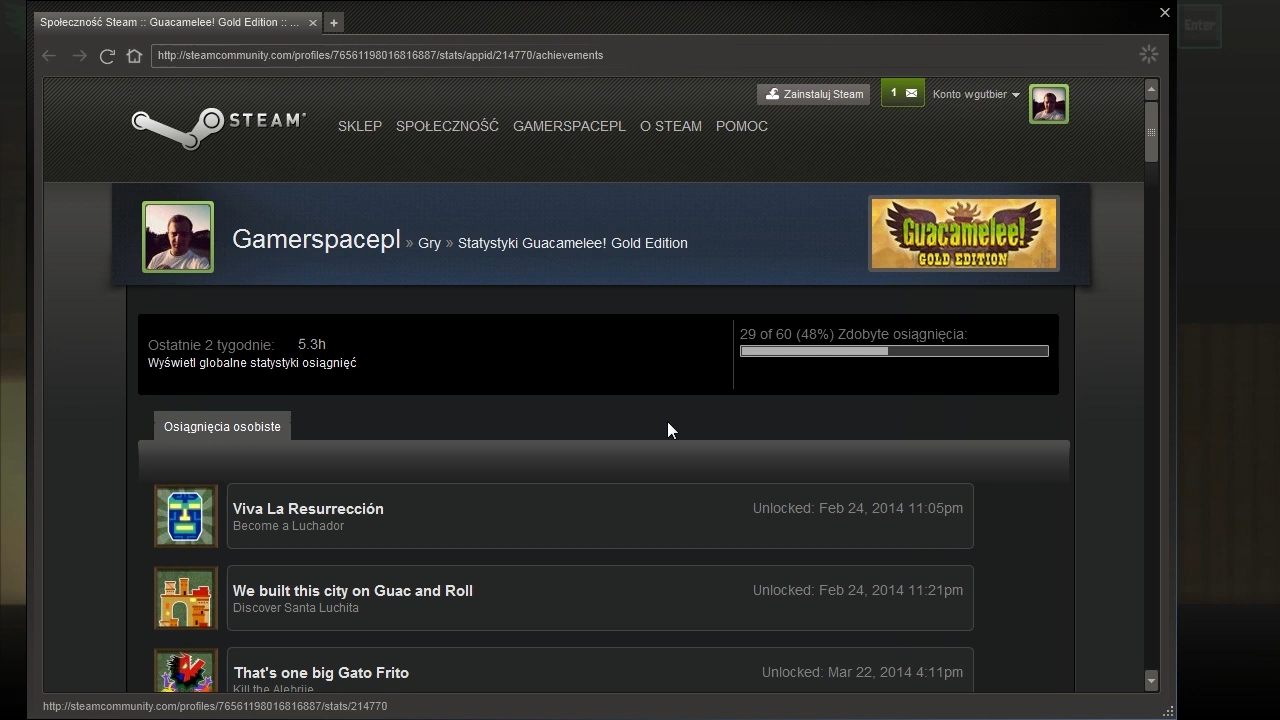 Społeczność Steam :: Guacamelee! Gold Edition :: ...
Enter
http://steamcommunity.com/profiles/76561198016816887/stats/appid/214770/achievements
Zainstaluj Steam
1
Konto wgutbier
STEAM
SKLEP SPOŁECZNOŚĆ GAMERSPACEPL O STEAM POMOC
Gamerspacepl » Gry » Statystyki Guacamelee! Gold Edition
Guacamelee!
GOLD EDITION
Ostatnie 2 tygodnie: 5.3h
Wyświetl globalne statystyki osiągnięć
29 of 60 (48%) Zdobyte osiągnięcia:
Osiągnięcia osobiste
Viva La Resurrección
Become a Luchador
Unlocked: Feb 24, 2014 11:05pm
We built this city on Guac and Roll
Discover Santa Luchita
Unlocked: Feb 24, 2014 11:21pm
That's one big Gato Frito
Kill the Alebrije
Unlocked: Mar 22, 2014 4:11pm
http://steamcommunity.com/profiles/76561198016816887/stats/214770